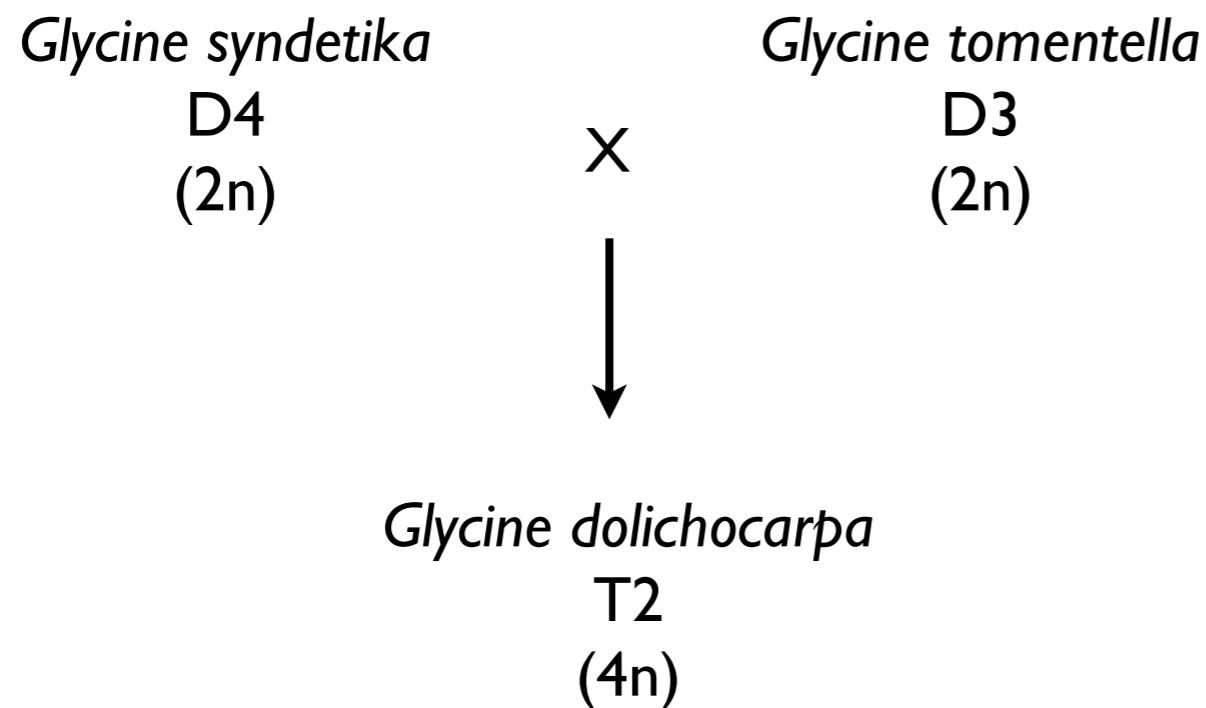 Glycine syndetika
D4
(2n)
X
Glycine tomentella
D3
(2n)
Glycine dolichocarpa
T2
(4n)